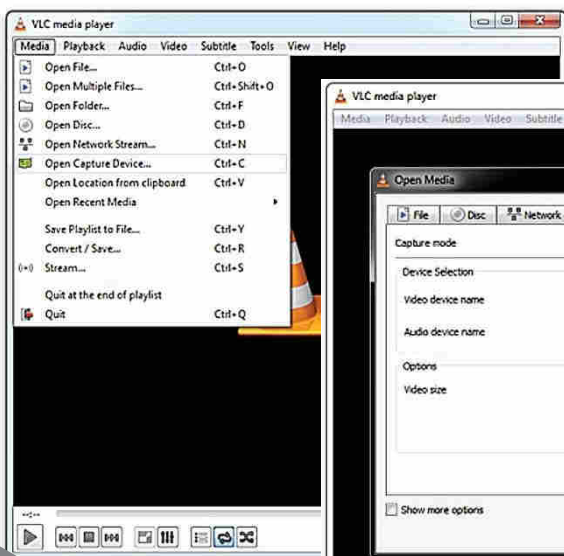 VLC media player
Media Playback Audio Video Subtitle Tools View Help
Open File... Ctrl+O
Open Multiple Files... Ctrl+Shift+O
Open Folder... Ctrl+F
Open Disc... Ctrl+D
Open Network Stream... Ctrl+N
Open Capture Device... Ctrl+C
Open Location from clipboard Ctrl+V
Open Recent Media
Save Playlist to File... Ctrl+Y
Convert / Save... Ctrl+R
Stream... Ctrl+S
Quit at the end of playlist
Quit Ctrl+Q
--:--
VLC media player
Media Playback Audio Video Subtitle
Open Media
File Disc Network
Capture mode
Device Selection
Video device name
Audio device name
Options
Video size
Show more options